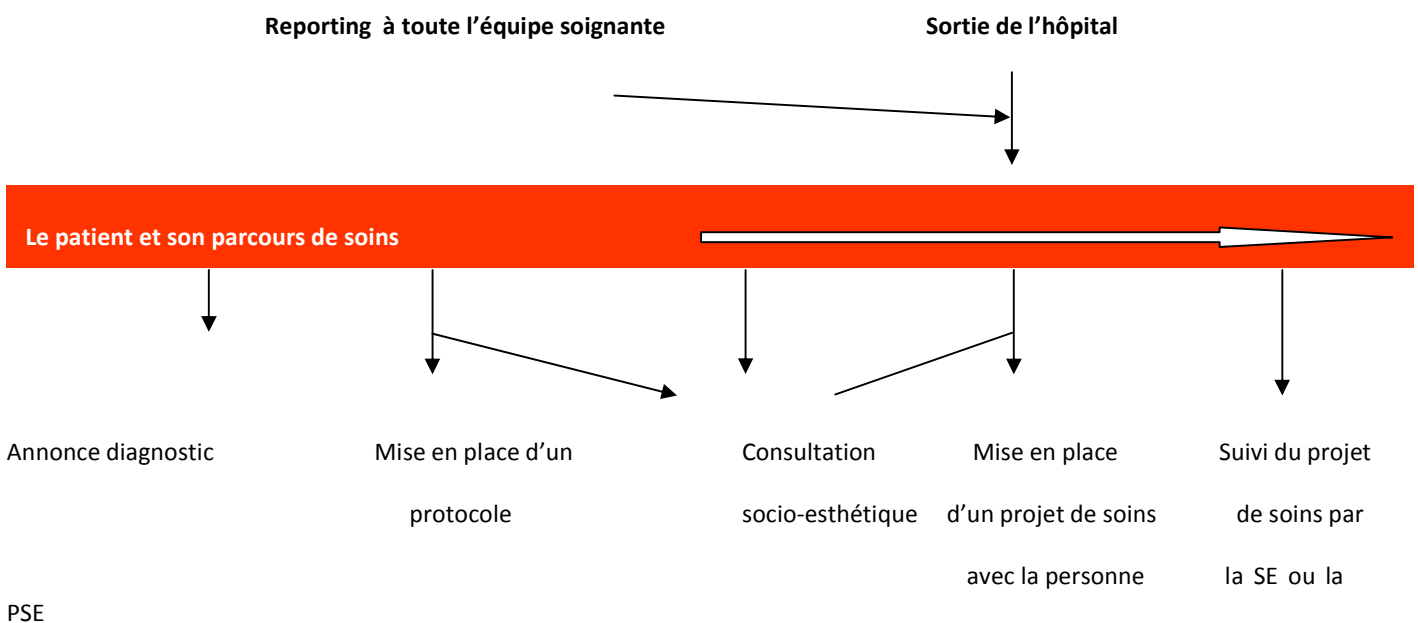 Reporting à toute l’équipe soignante Sortie de l’hôpital
Le patient et son parcours de soins
Annonce diagnostic Mise en place d’un Consultation Mise en place Suivi du projet
protocole socio-esthétique d’un projet de soins de soins par
avec la personne la SE ou la
PSE